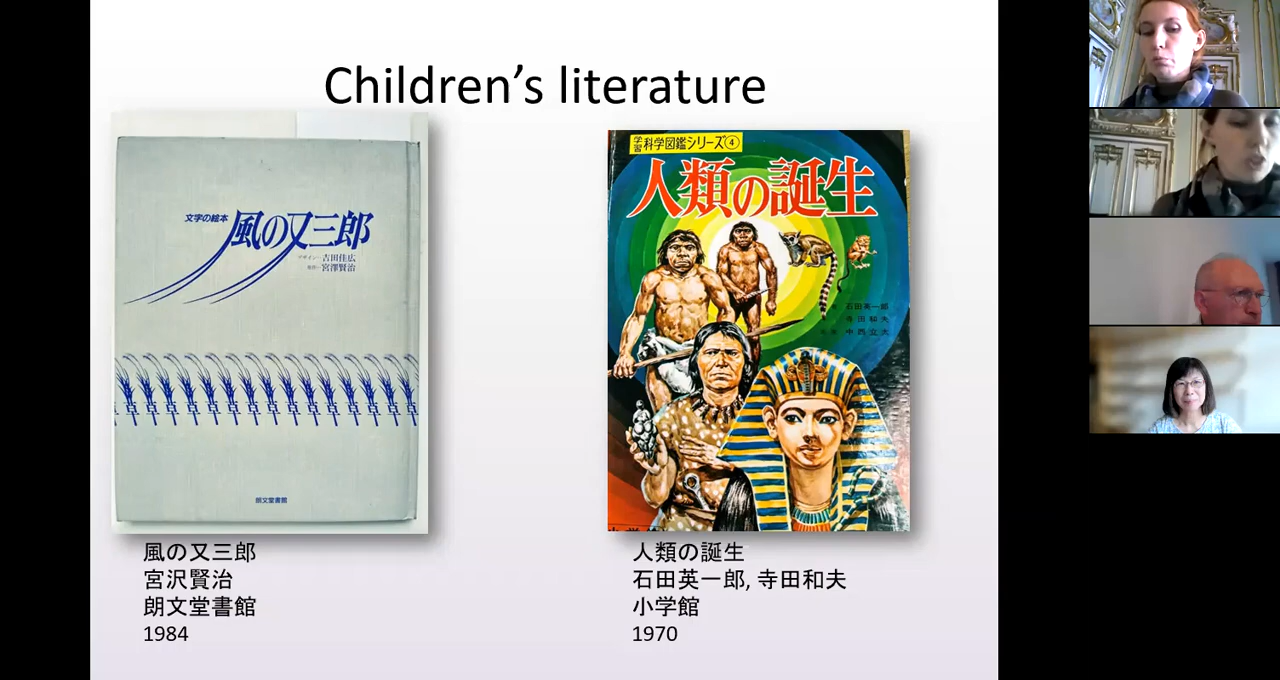 Children's literature
文字の絵本
風の又三郎
デザイン 吉田佳広
宮澤賢治
朗文堂書館
風の又三郎
宮沢賢治
朗文堂書館
1984
学習科学図鑑シリーズ④
人類の誕生
石田英一郎
寺田和夫
中西立太
人類の誕生
石田英一郎, 寺田和夫
小学館
1970